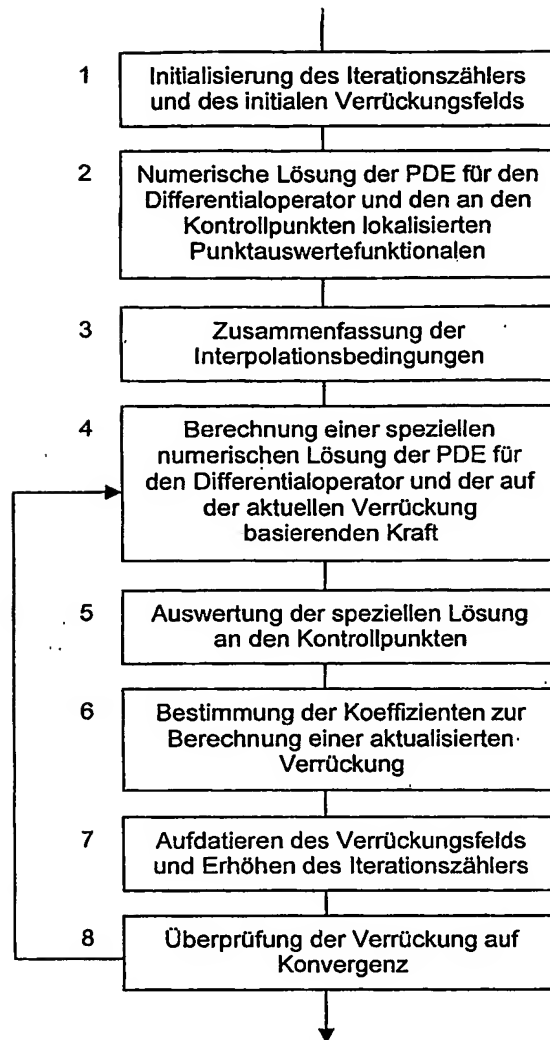 1 Initialisierung des Iterationszählers
und des initialen Verrückungsfelds
2 Numerische Lösung der PDE für den
Differentialoperator und den an den
Kontrollpunkten lokalisierten
Punktauswertefunktionalen
3 Zusammenfassung der
Interpolationsbedingungen
4 Berechnung einer speziellen
numerischen Lösung der PDE für
den Differentialoperator und der auf
der aktuellen Verrückung
basierenden Kraft
5 Auswertung der speziellen Lösung
an den Kontrollpunkten
6 Bestimmung der Koeffizienten zur
Berechnung einer aktualisierten
Verrückung
7 Aufdatieren des Verrückungsfelds
und Erhöhen des Iterationszählers
8 Überprüfung der Verrückung auf
Konvergenz